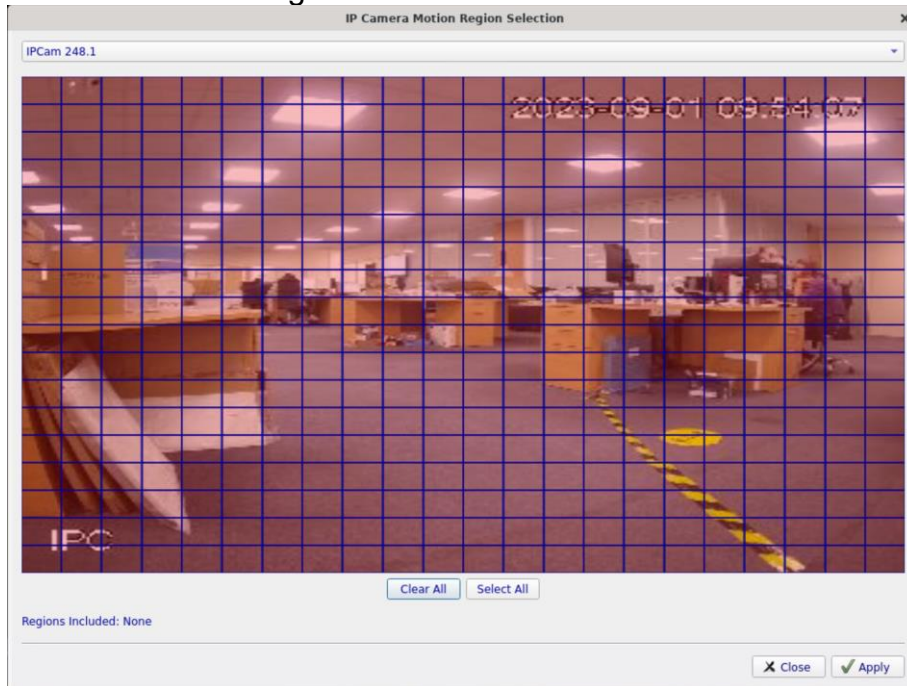 IP Camera Motion Region Selection
IPCam 248.1
2023-09-01 09:54:07
IPC
Clear All
Select All
Regions Included: None
Close
Apply